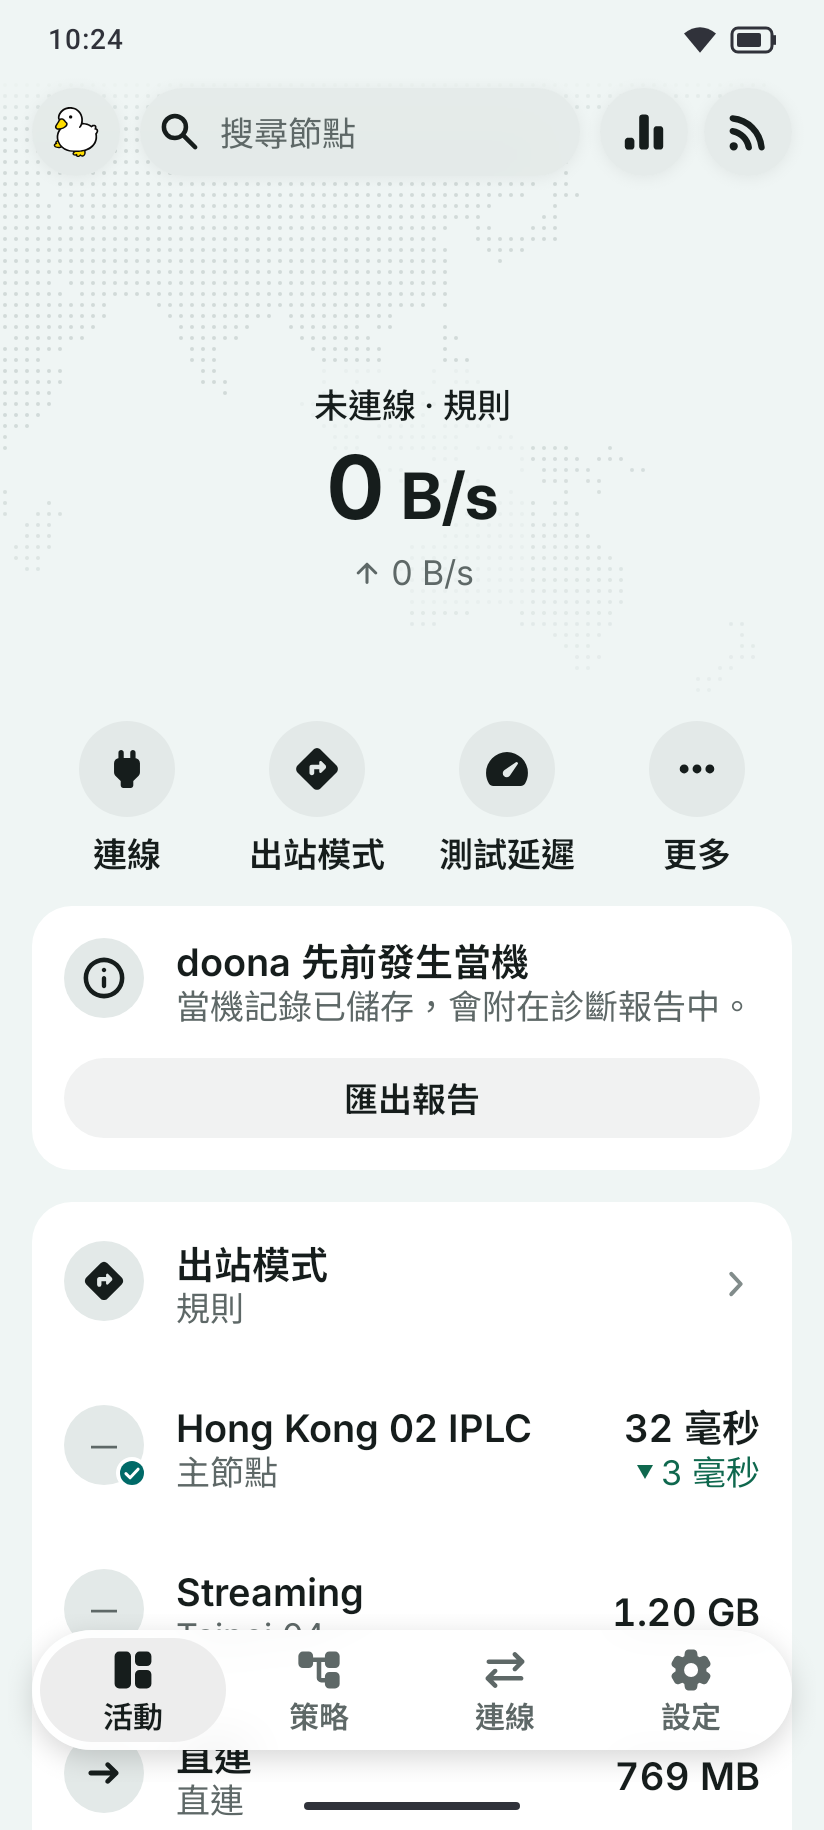 10:24
搜尋節點
未連線 · 規則
0 B/s
↑ 0 B/s
連線
出站模式
測試延遲
更多
doona 先前發生當機
當機記錄已儲存，會附在診斷報告中。
匯出報告
出站模式
規則
Hong Kong 02 IPLC
32 毫秒
主節點
▼3 毫秒
Streaming
1.20 GB
活動
策略
連線
設定
直連
769 MB
直連